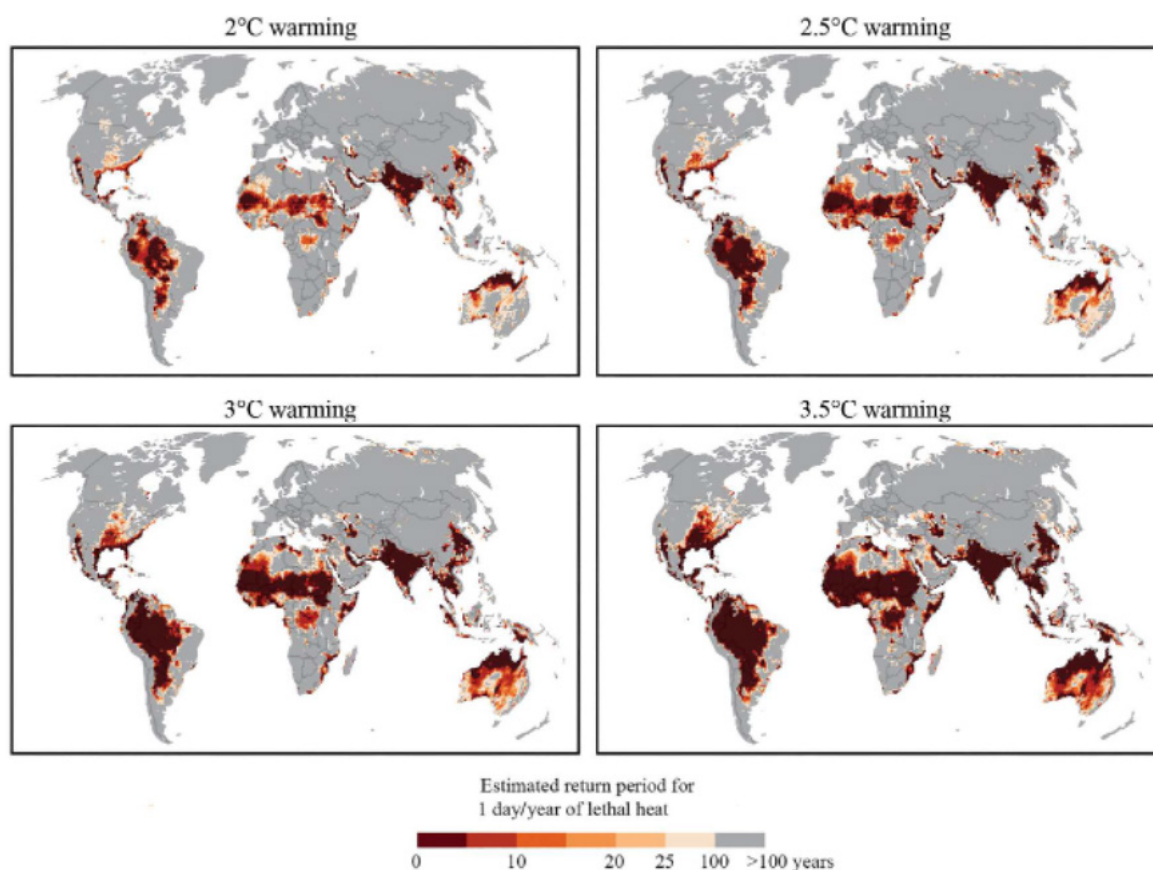 2°C warming
2.5°C warming
3°C warming
3.5°C warming
Estimated return period for
1 day/year of lethal heat
0 10 20 25 100 >100 years